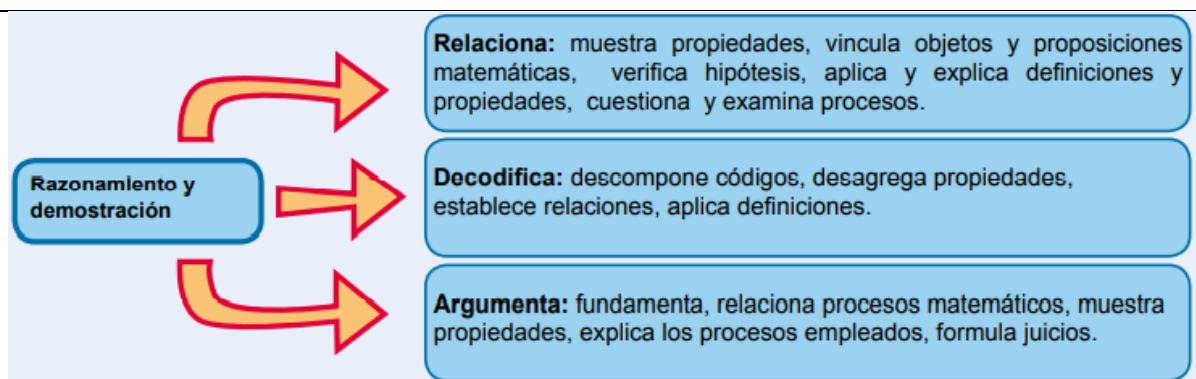 Relaciona: muestra propiedades, vincula objetos y proposiciones
matemáticas, verifica hipótesis, aplica y explica definiciones y
propiedades, cuestiona y examina procesos.
Razonamiento y
demostración
Decodifica: descompone códigos, desagrega propiedades,
establece relaciones, aplica definiciones.
Argumenta: fundamenta, relaciona procesos matemáticos, muestra
propiedades, explica los procesos empleados, formula juicios.